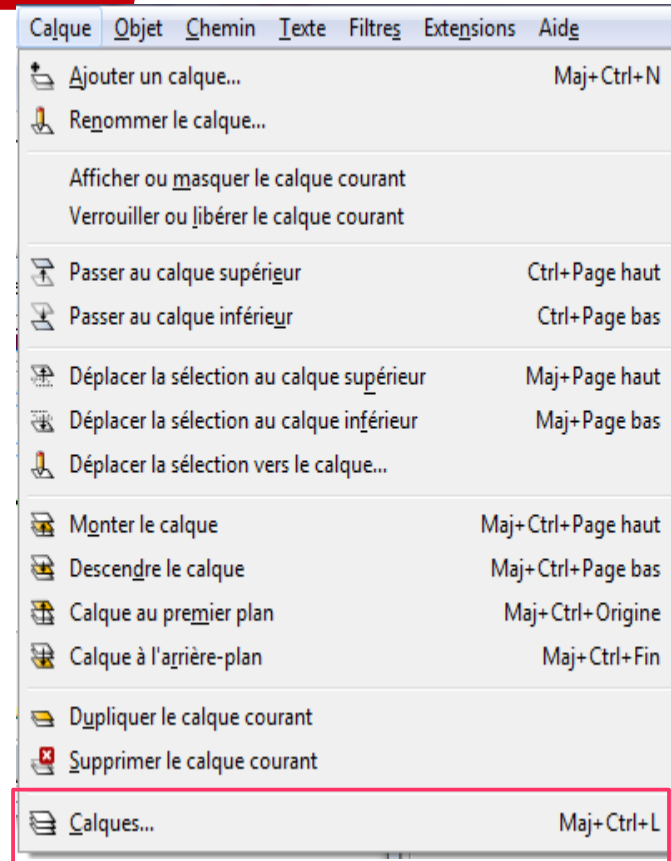 Calque Objet Chemin Texte Filtres Extensions Aide
Ajouter un calque... Maj+Ctrl+N
Renommer le calque...
Afficher ou masquer le calque courant
Verrouiller ou libérer le calque courant
Passer au calque supérieur Ctrl+Page haut
Passer au calque inférieur Ctrl+Page bas
Déplacer la sélection au calque supérieur Maj+Page haut
Déplacer la sélection au calque inférieur Maj+Page bas
Déplacer la sélection vers le calque...
Monter le calque Maj+Ctrl+Page haut
Descendre le calque Maj+Ctrl+Page bas
Calque au premier plan Maj+Ctrl+Origine
Calque à l'arrière-plan Maj+Ctrl+Fin
Dupliquer le calque courant
Supprimer le calque courant
Calques... Maj+Ctrl+L